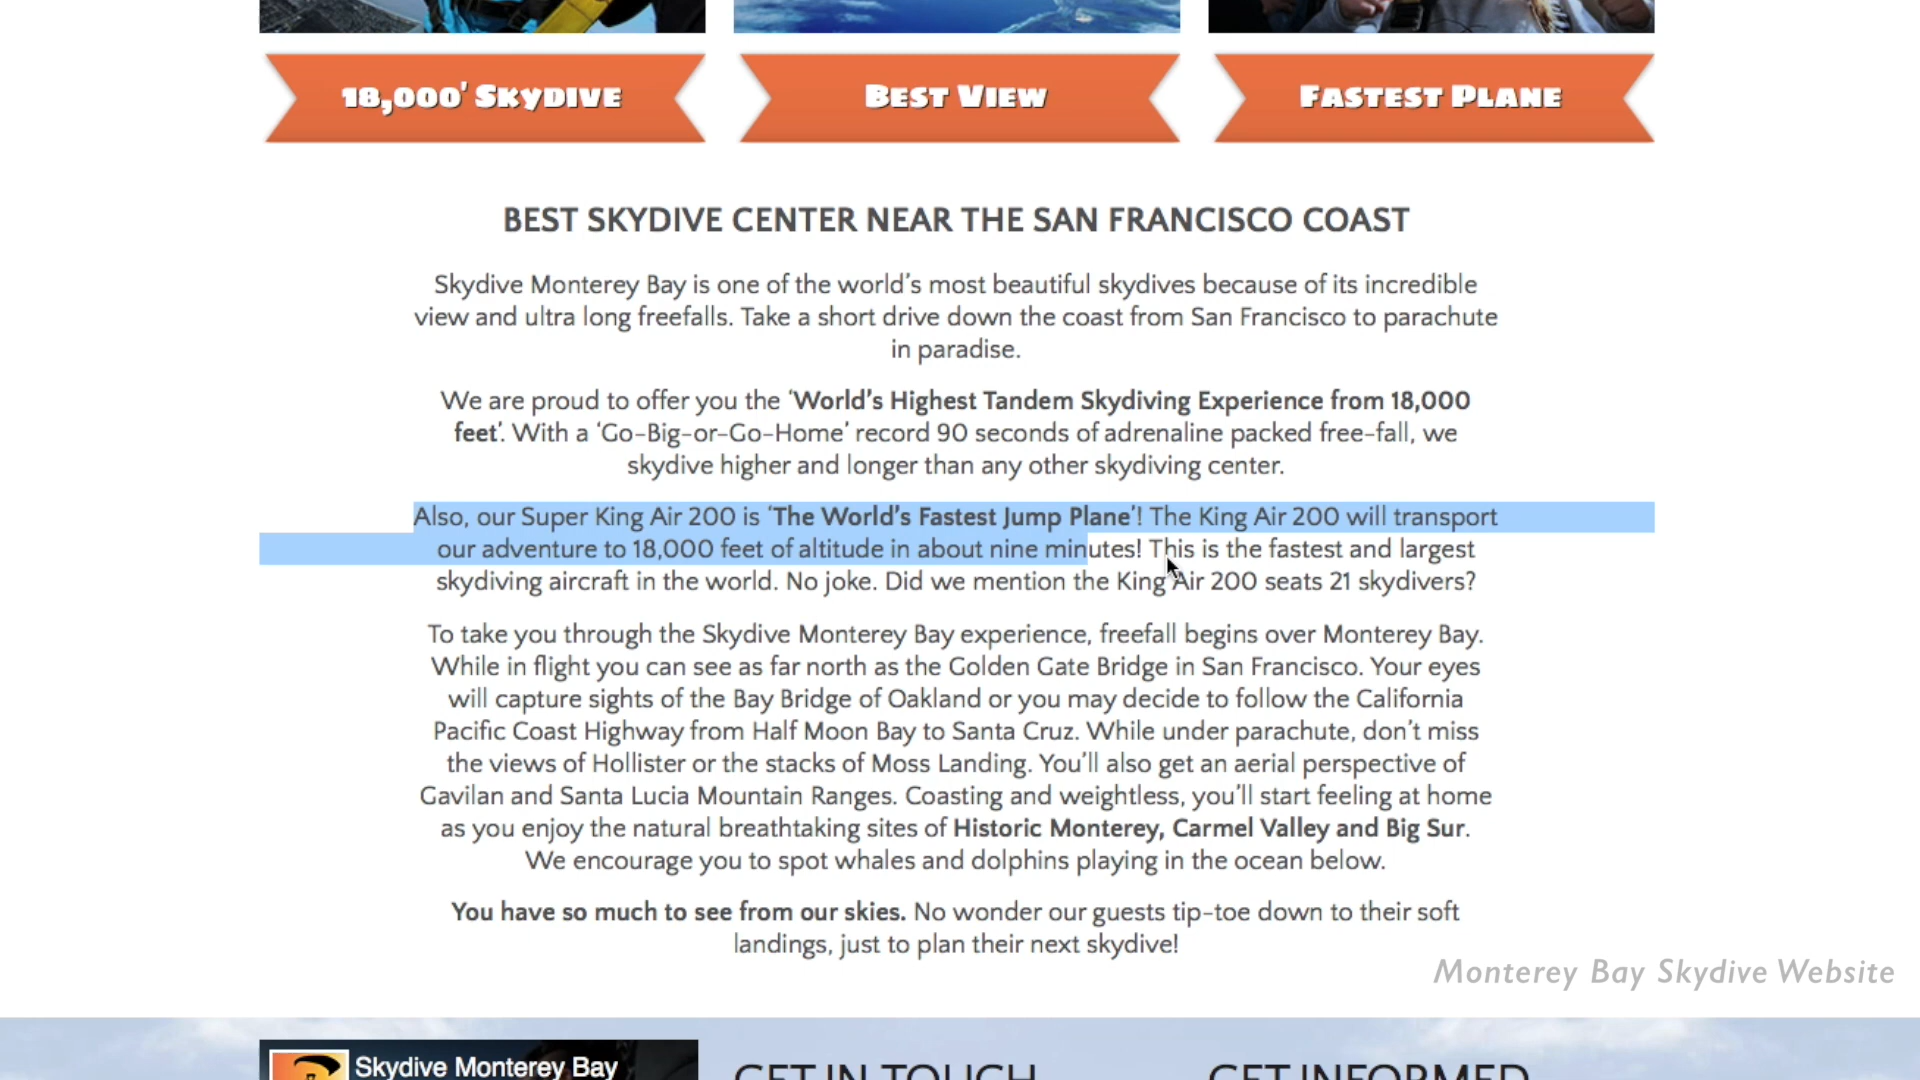 18,000' Skydive
Best View
Fastest Plane
BEST SKYDIVE CENTER NEAR THE SAN FRANCISCO COAST
Skydive Monterey Bay is one of the world's most beautiful skydives because of its incredible
view and ultra long freefalls. Take a short drive down the coast from San Francisco to parachute
in paradise.
We are proud to offer you the 'World's Highest Tandem Skydiving Experience from 18,000
feet'. With a 'Go-Big-or-Go-Home' record 90 seconds of adrenaline packed free-fall, we
skydive higher and longer than any other skydiving center.
Also, our Super King Air 200 is 'The World's Fastest Jump Plane'! The King Air 200 will transport
our adventure to 18,000 feet of altitude in about nine minutes! This is the fastest and largest
skydiving aircraft in the world. No joke. Did we mention the King Air 200 seats 21 skydivers?
To take you through the Skydive Monterey Bay experience, freefall begins over Monterey Bay.
While in flight you can see as far north as the Golden Gate Bridge in San Francisco. Your eyes
will capture sights of the Bay Bridge of Oakland or you may decide to follow the California
Pacific Coast Highway from Half Moon Bay to Santa Cruz. While under parachute, don't miss
the views of Hollister or the stacks of Moss Landing. You'll also get an aerial perspective of
Gavilan and Santa Lucia Mountain Ranges. Coasting and weightless, you'll start feeling at home
as you enjoy the natural breathtaking sites of Historic Monterey, Carmel Valley and Big Sur.
We encourage you to spot whales and dolphins playing in the ocean below.
You have so much to see from our skies. No wonder our guests tip-toe down to their soft
landings, just to plan their next skydive!
Monterey Bay Skydive Website
Skydive Monterey Bay
GET IN TOUCH
GET INFORMED